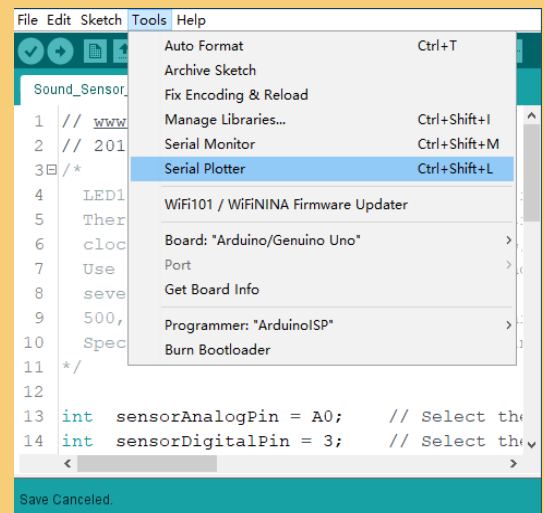 File Edit Sketch Tools Help
Auto Format Ctrl+T
Archive Sketch
Fix Encoding & Reload
Manage Libraries... Ctrl+Shift+I
Serial Monitor Ctrl+Shift+M
Serial Plotter Ctrl+Shift+L
WiFi101 / WiFiNINA Firmware Updater
Board: "Arduino/Genuino Uno"
Port
Get Board Info
Programmer: "ArduinoISP"
Burn Bootloader
Sound_Sensor_
1 // www
2 // 201
3 /*
4 LED1
5 Ther
6 cloc
7 Use
8 seve
9 500,
10 Spec
11 */
12
13 int sensorAnalogPin = A0; // Select the
14 int sensorDigitalPin = 3; // Select the
Save Canceled.